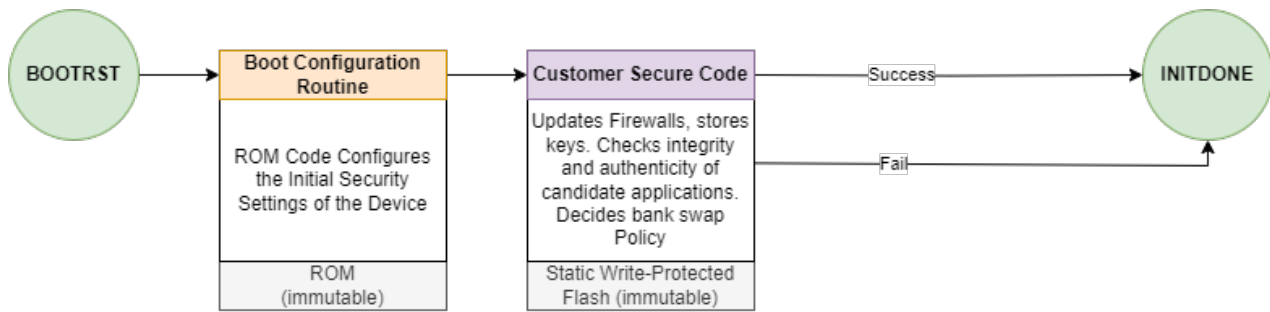 BOOTRST
Boot Configuration
Routine
ROM Code Configures
the Initial Security
Settings of the Device
ROM
(immutable)
Customer Secure Code
Updates Firewalls, stores
keys. Checks integrity
and authenticity of
candidate applications.
Decides bank swap
Policy
Static Write-Protected
Flash (immutable)
Success
Fail
INITDONE